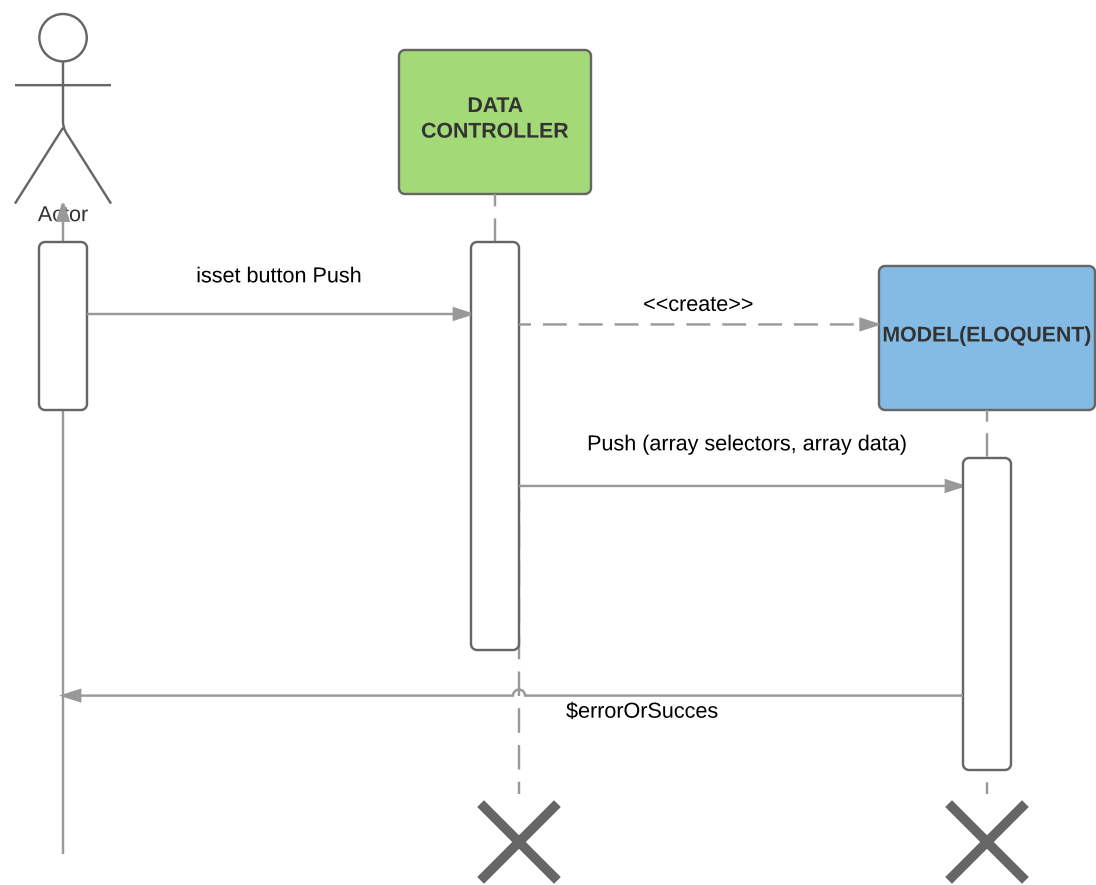 DATA
CONTROLLER
Actor
isset button Push
<<create>>
MODEL(ELOQUENT)
Push (array selectors, array data)
$errorOrSucces